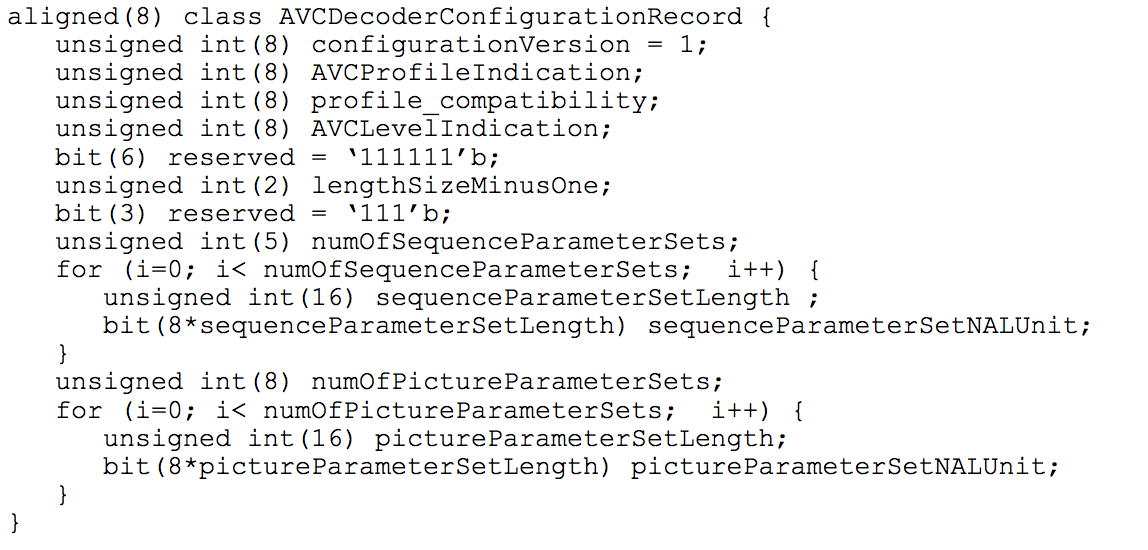 aligned(8) class AVCDecoderConfigurationRecord {
   unsigned int(8) configurationVersion = 1;
   unsigned int(8) AVCProfileIndication;
   unsigned int(8) profile_compatibility;
   unsigned int(8) AVCLevelIndication;
   bit(6) reserved = ‘111111’b;
   unsigned int(2) lengthSizeMinusOne;
   bit(3) reserved = ‘111’b;
   unsigned int(5) numOfSequenceParameterSets;
   for (i=0; i< numOfSequenceParameterSets;  i++) {
      unsigned int(16) sequenceParameterSetLength ;
      bit(8*sequenceParameterSetLength) sequenceParameterSetNALUnit;
   }
   unsigned int(8) numOfPictureParameterSets;
   for (i=0; i< numOfPictureParameterSets;  i++) {
      unsigned int(16) pictureParameterSetLength;
      bit(8*pictureParameterSetLength) pictureParameterSetNALUnit;
   }
}